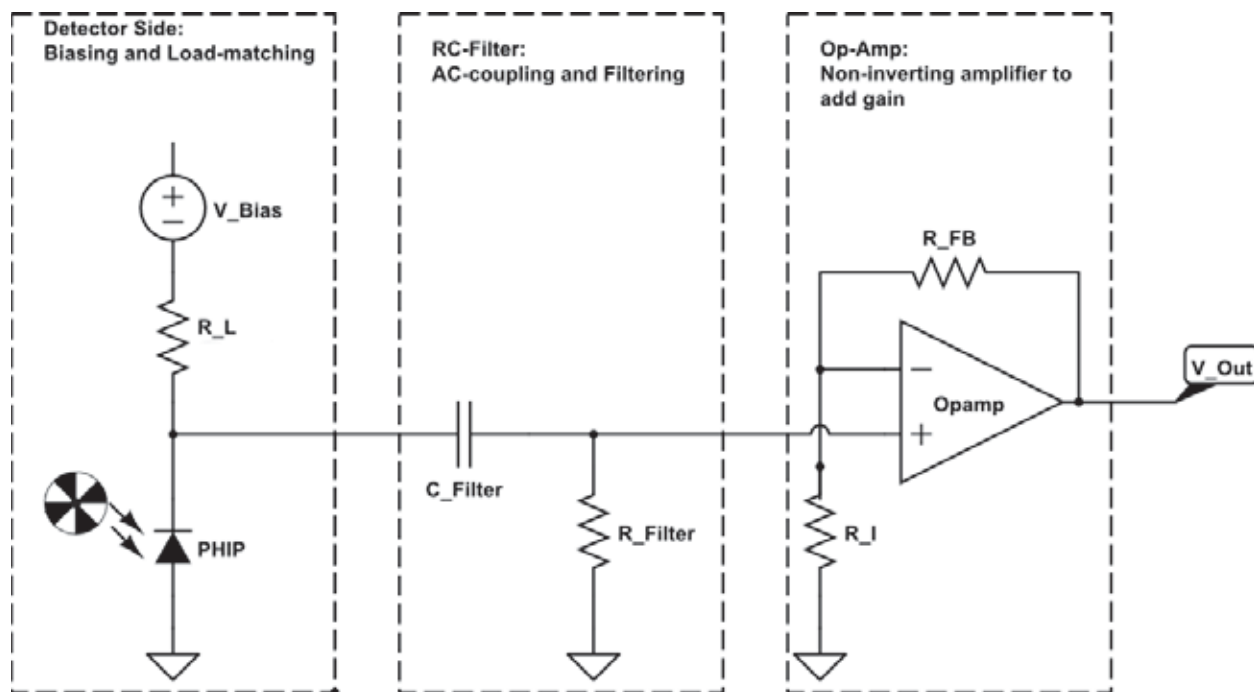 Detector Side:
Biasing and Load-matching
RC-Filter:
AC-coupling and Filtering
Op-Amp:
Non-inverting amplifier to
add gain
+
−
V_Bias
R_L
PHIP
C_Filter
R_Filter
R_FB
−
Opamp
+
R_I
V_Out